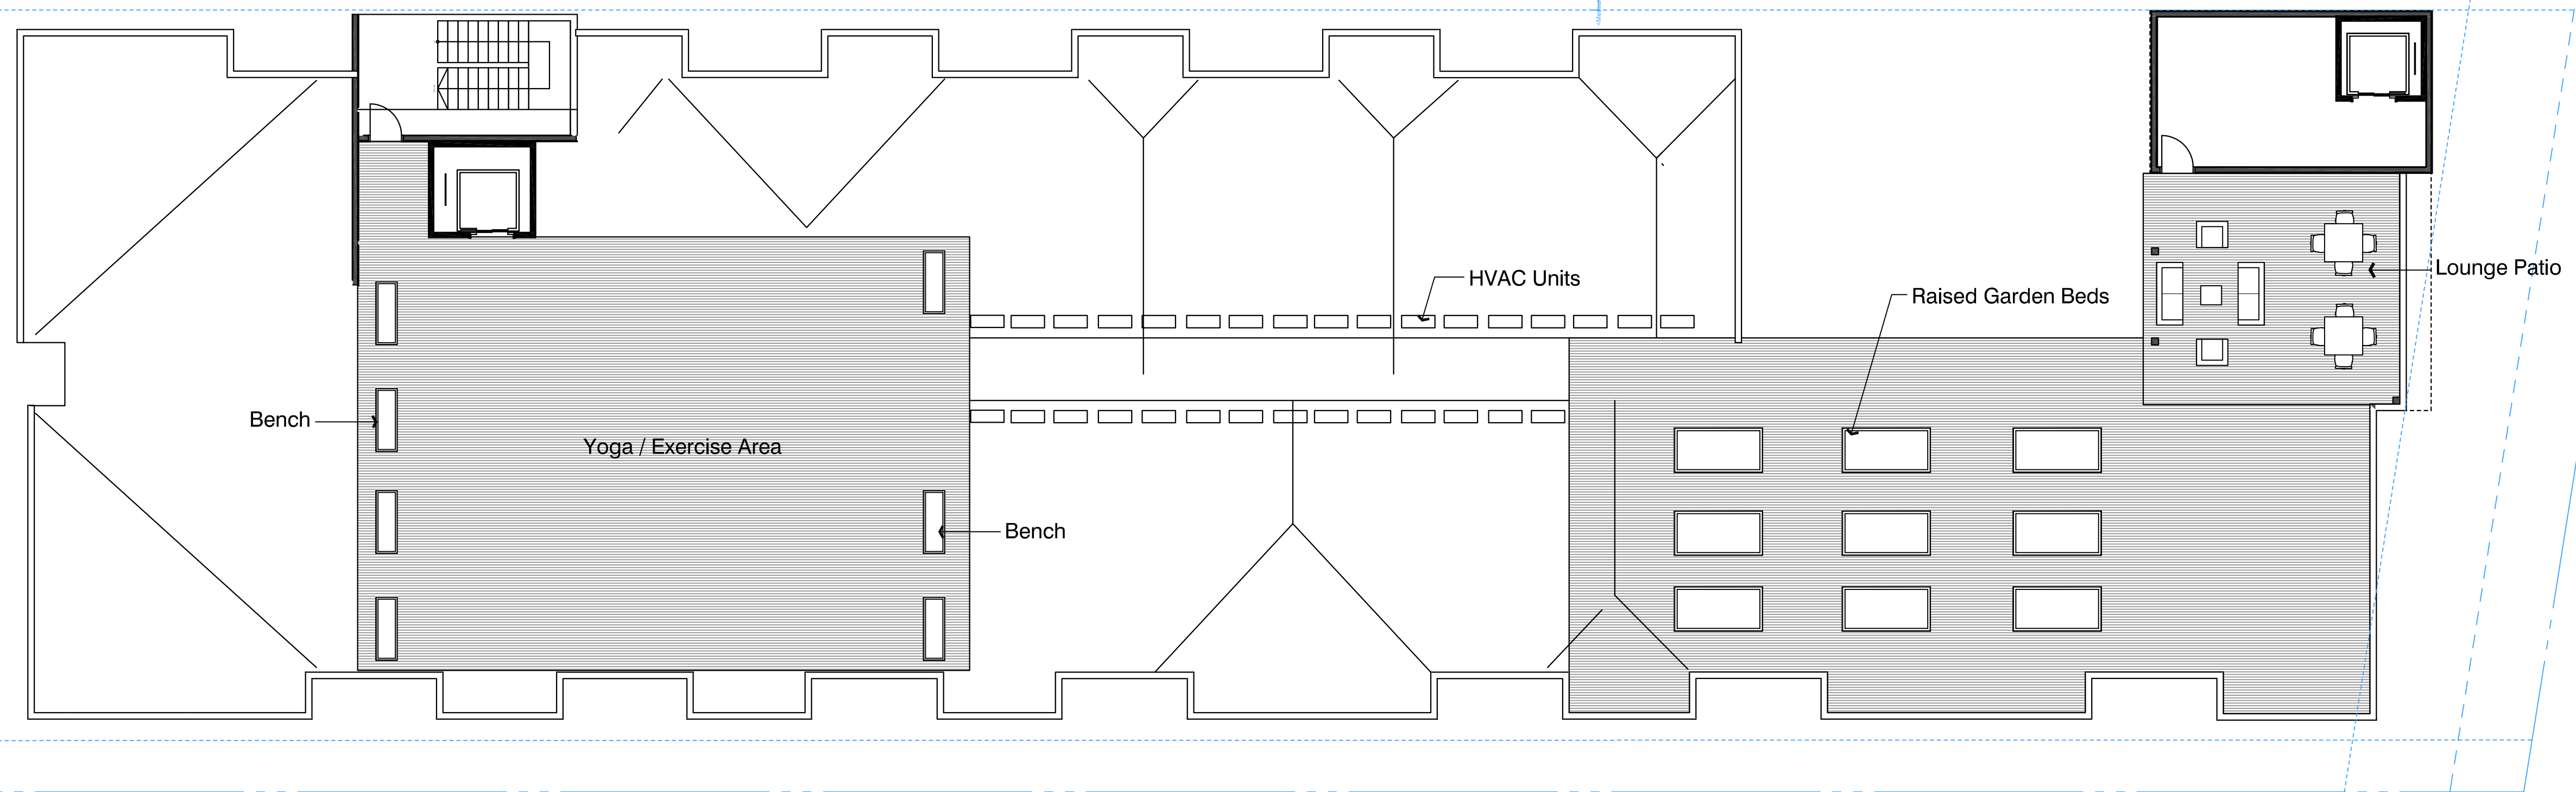 HVAC Units
Lounge Patio
Raised Garden Beds
Bench
Yoga / Exercise Area
Bench